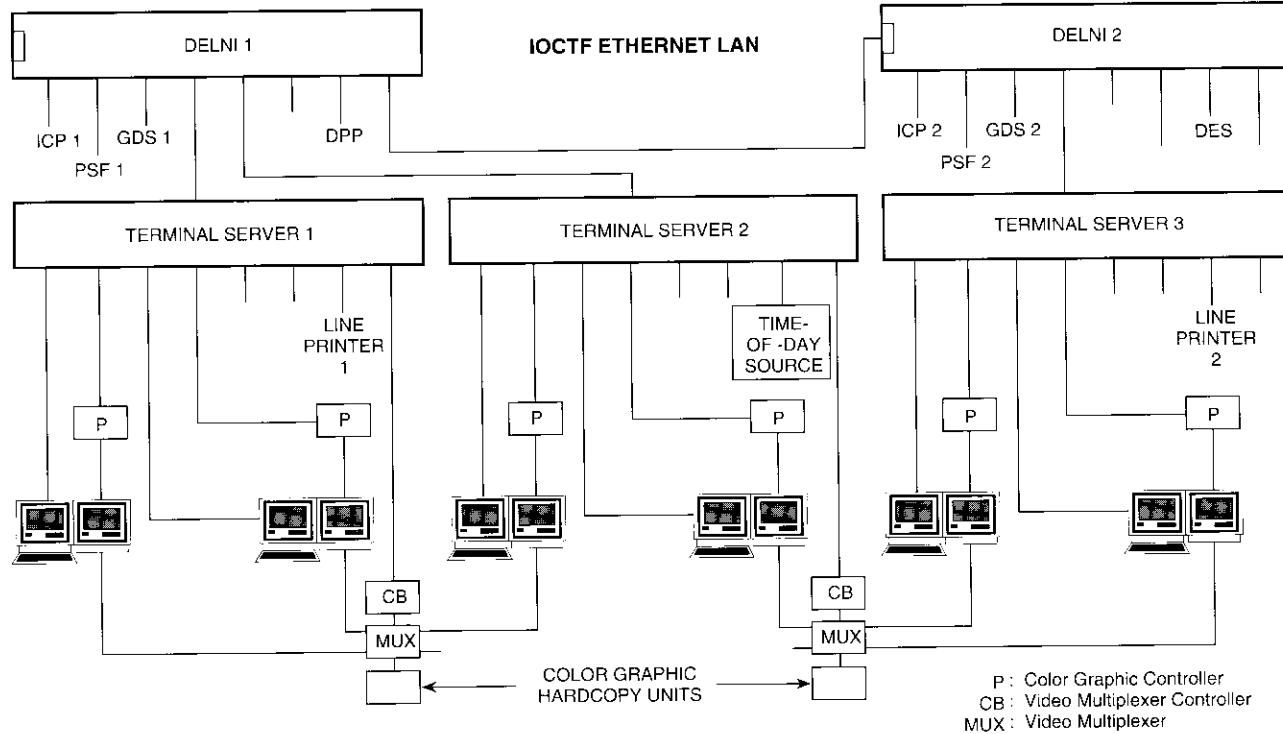 DELNI 1
IOCTF ETHERNET LAN
DELNI 2
ICP 1
PSF 1
GDS 1
DPP
ICP 2
PSF 2
GDS 2
DES
TERMINAL SERVER 1
TERMINAL SERVER 2
TERMINAL SERVER 3
LINE
PRINTER
1
TIME-
OF -DAY
SOURCE
LINE
PRINTER
2
P
P
P
P
P
P
CB
MUX
CB
MUX
COLOR GRAPHIC
HARDCOPY UNITS
P : Color Graphic Controller
CB : Video Multiplexer Controller
MUX : Video Multiplexer